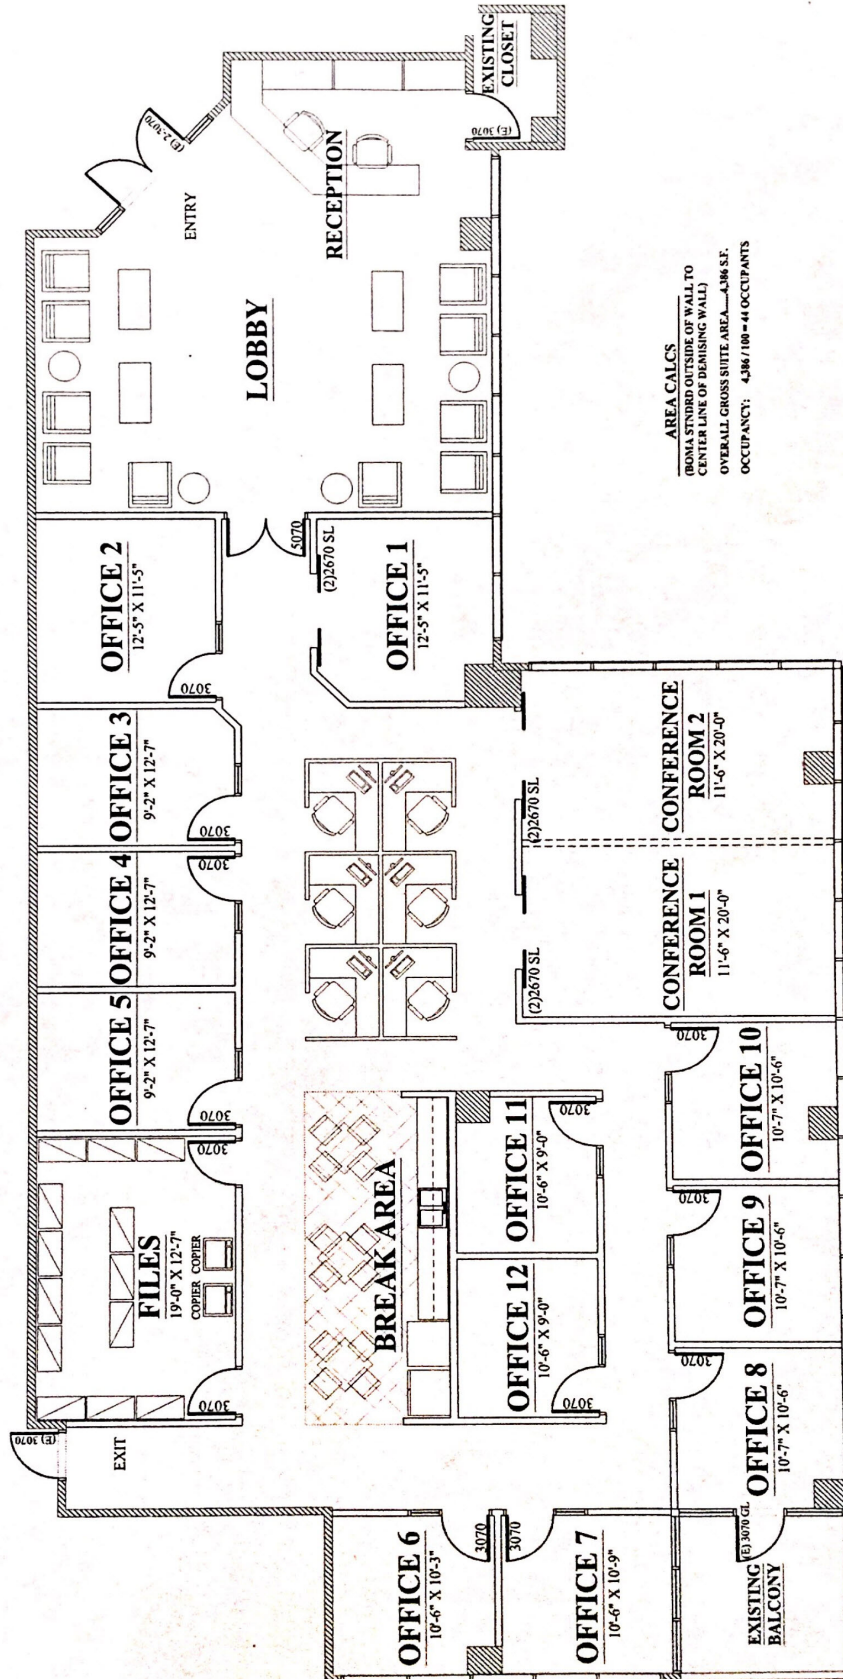 EXISTING
CLOSET
(E) 3070
(E) 2-3070
ENTRY
RECEPTION
LOBBY
AREA CALCS
(BOMA STNDRD OUTSIDE OF WALL TO
CENTER LINE OF DEMISING WALL)
OVERALL GROSS SUITE AREA.....4,386 S.F.
OCCUPANCY: 4,386 / 100 = 44 OCCUPANTS
5070
OFFICE 2
12'-5" X 11'-5"
3070
(2)2670 SL
OFFICE 1
12'-5" X 11'-5"
OFFICE 3
9'-2" X 12'-7"
3070
OFFICE 4
9'-2" X 12'-7"
3070
OFFICE 5
9'-2" X 12'-7"
3070
CONFERENCE
ROOM 2
11'-6" X 20'-0"
(2)2670 SL
CONFERENCE
ROOM 1
11'-6" X 20'-0"
(2)2670 SL
FILES
19'-0" X 12'-7"
COPIER COPIER
3070
3070
BREAK AREA
OFFICE 11
10'-6" X 9'-0"
3070
OFFICE 12
10'-6" X 9'-0"
3070
OFFICE 10
10'-7" X 10'-6"
3070
OFFICE 9
10'-7" X 10'-6"
3070
OFFICE 8
10'-7" X 10'-6"
3070
EXIT
(E) 3070
OFFICE 6
10'-6" X 10'-3"
3070
OFFICE 7
10'-6" X 10'-9"
3070
EXISTING
BALCONY
(E) 3070 GL